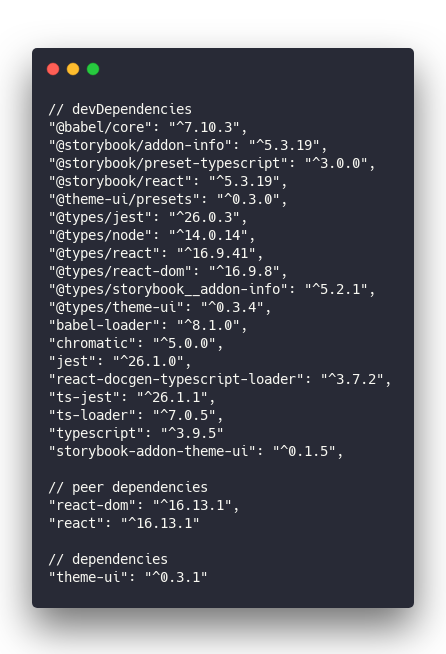 // devDependencies
"@babel/core": "^7.10.3",
"@storybook/addon-info": "^5.3.19",
"@storybook/preset-typescript": "^3.0.0",
"@storybook/react": "^5.3.19",
"@theme-ui/presets": "^0.3.0",
"@types/jest": "^26.0.3",
"@types/node": "^14.0.14",
"@types/react": "^16.9.41",
"@types/react-dom": "^16.9.8",
"@types/storybook__addon-info": "^5.2.1",
"@types/theme-ui": "^0.3.4",
"babel-loader": "^8.1.0",
"chromatic": "^5.0.0",
"jest": "^26.1.0",
"react-docgen-typescript-loader": "^3.7.2",
"ts-jest": "^26.1.1",
"ts-loader": "^7.0.5",
"typescript": "^3.9.5"
"storybook-addon-theme-ui": "^0.1.5",

// peer dependencies
"react-dom": "^16.13.1",
"react": "^16.13.1"

// dependencies
"theme-ui": "^0.3.1"